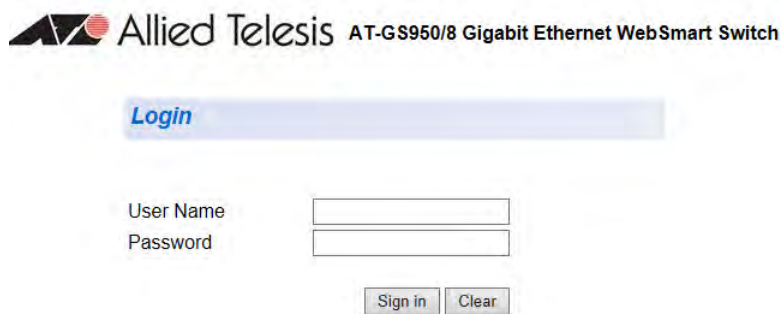 Allied Telesis AT-GS950/8 Gigabit Ethernet WebSmart Switch
Login
User Name
Password
Sign in Clear